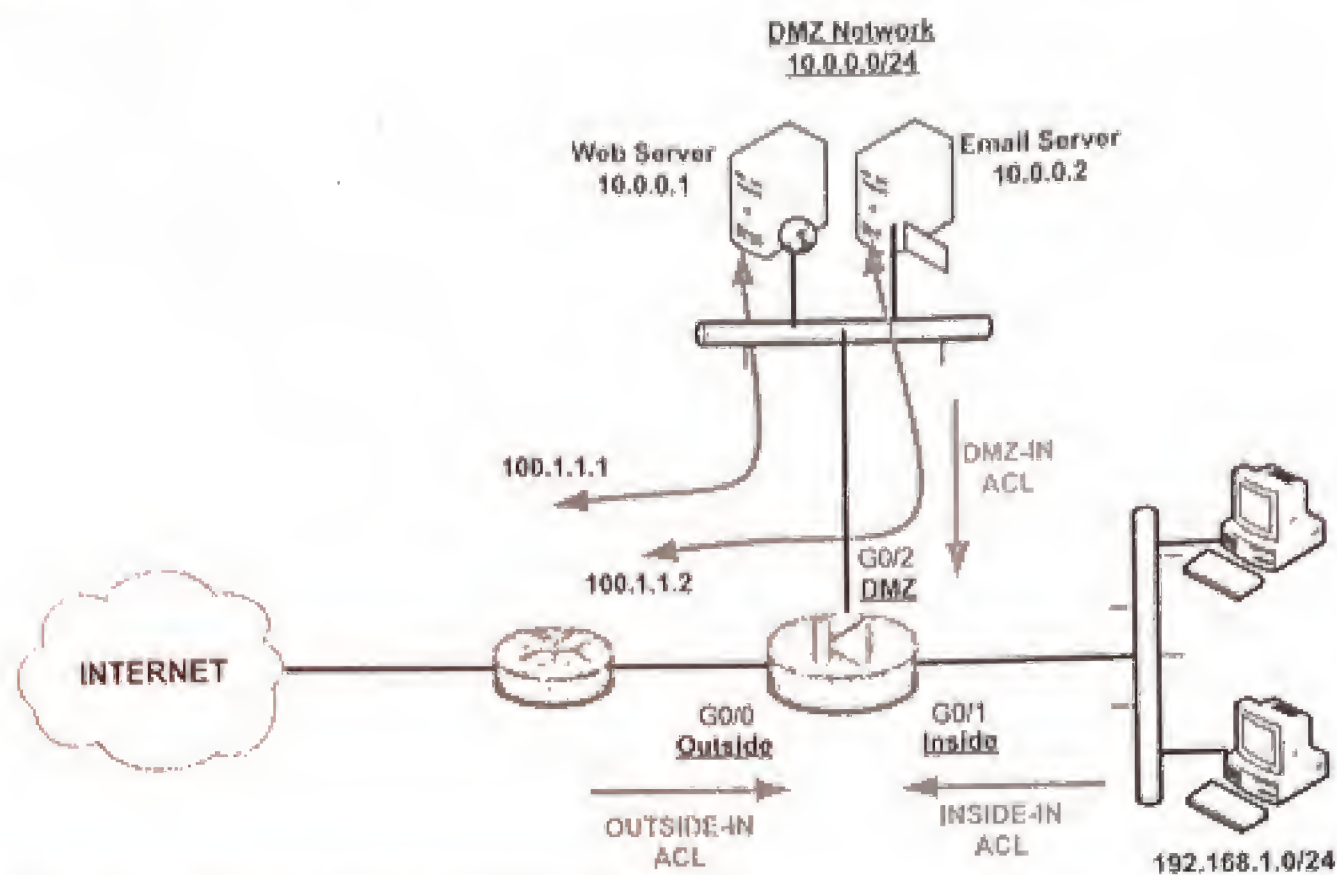 DMZ Network
10.0.0.0/24
Web Server
10.0.0.1
Email Server
10.0.0.2
100.1.1.1
DMZ-IN
ACL
100.1.1.2
G0/2
DMZ
INTERNET
G0/0
Outside
G0/1
Inside
OUTSIDE-IN
ACL
INSIDE-IN
ACL
192.168.1.0/24